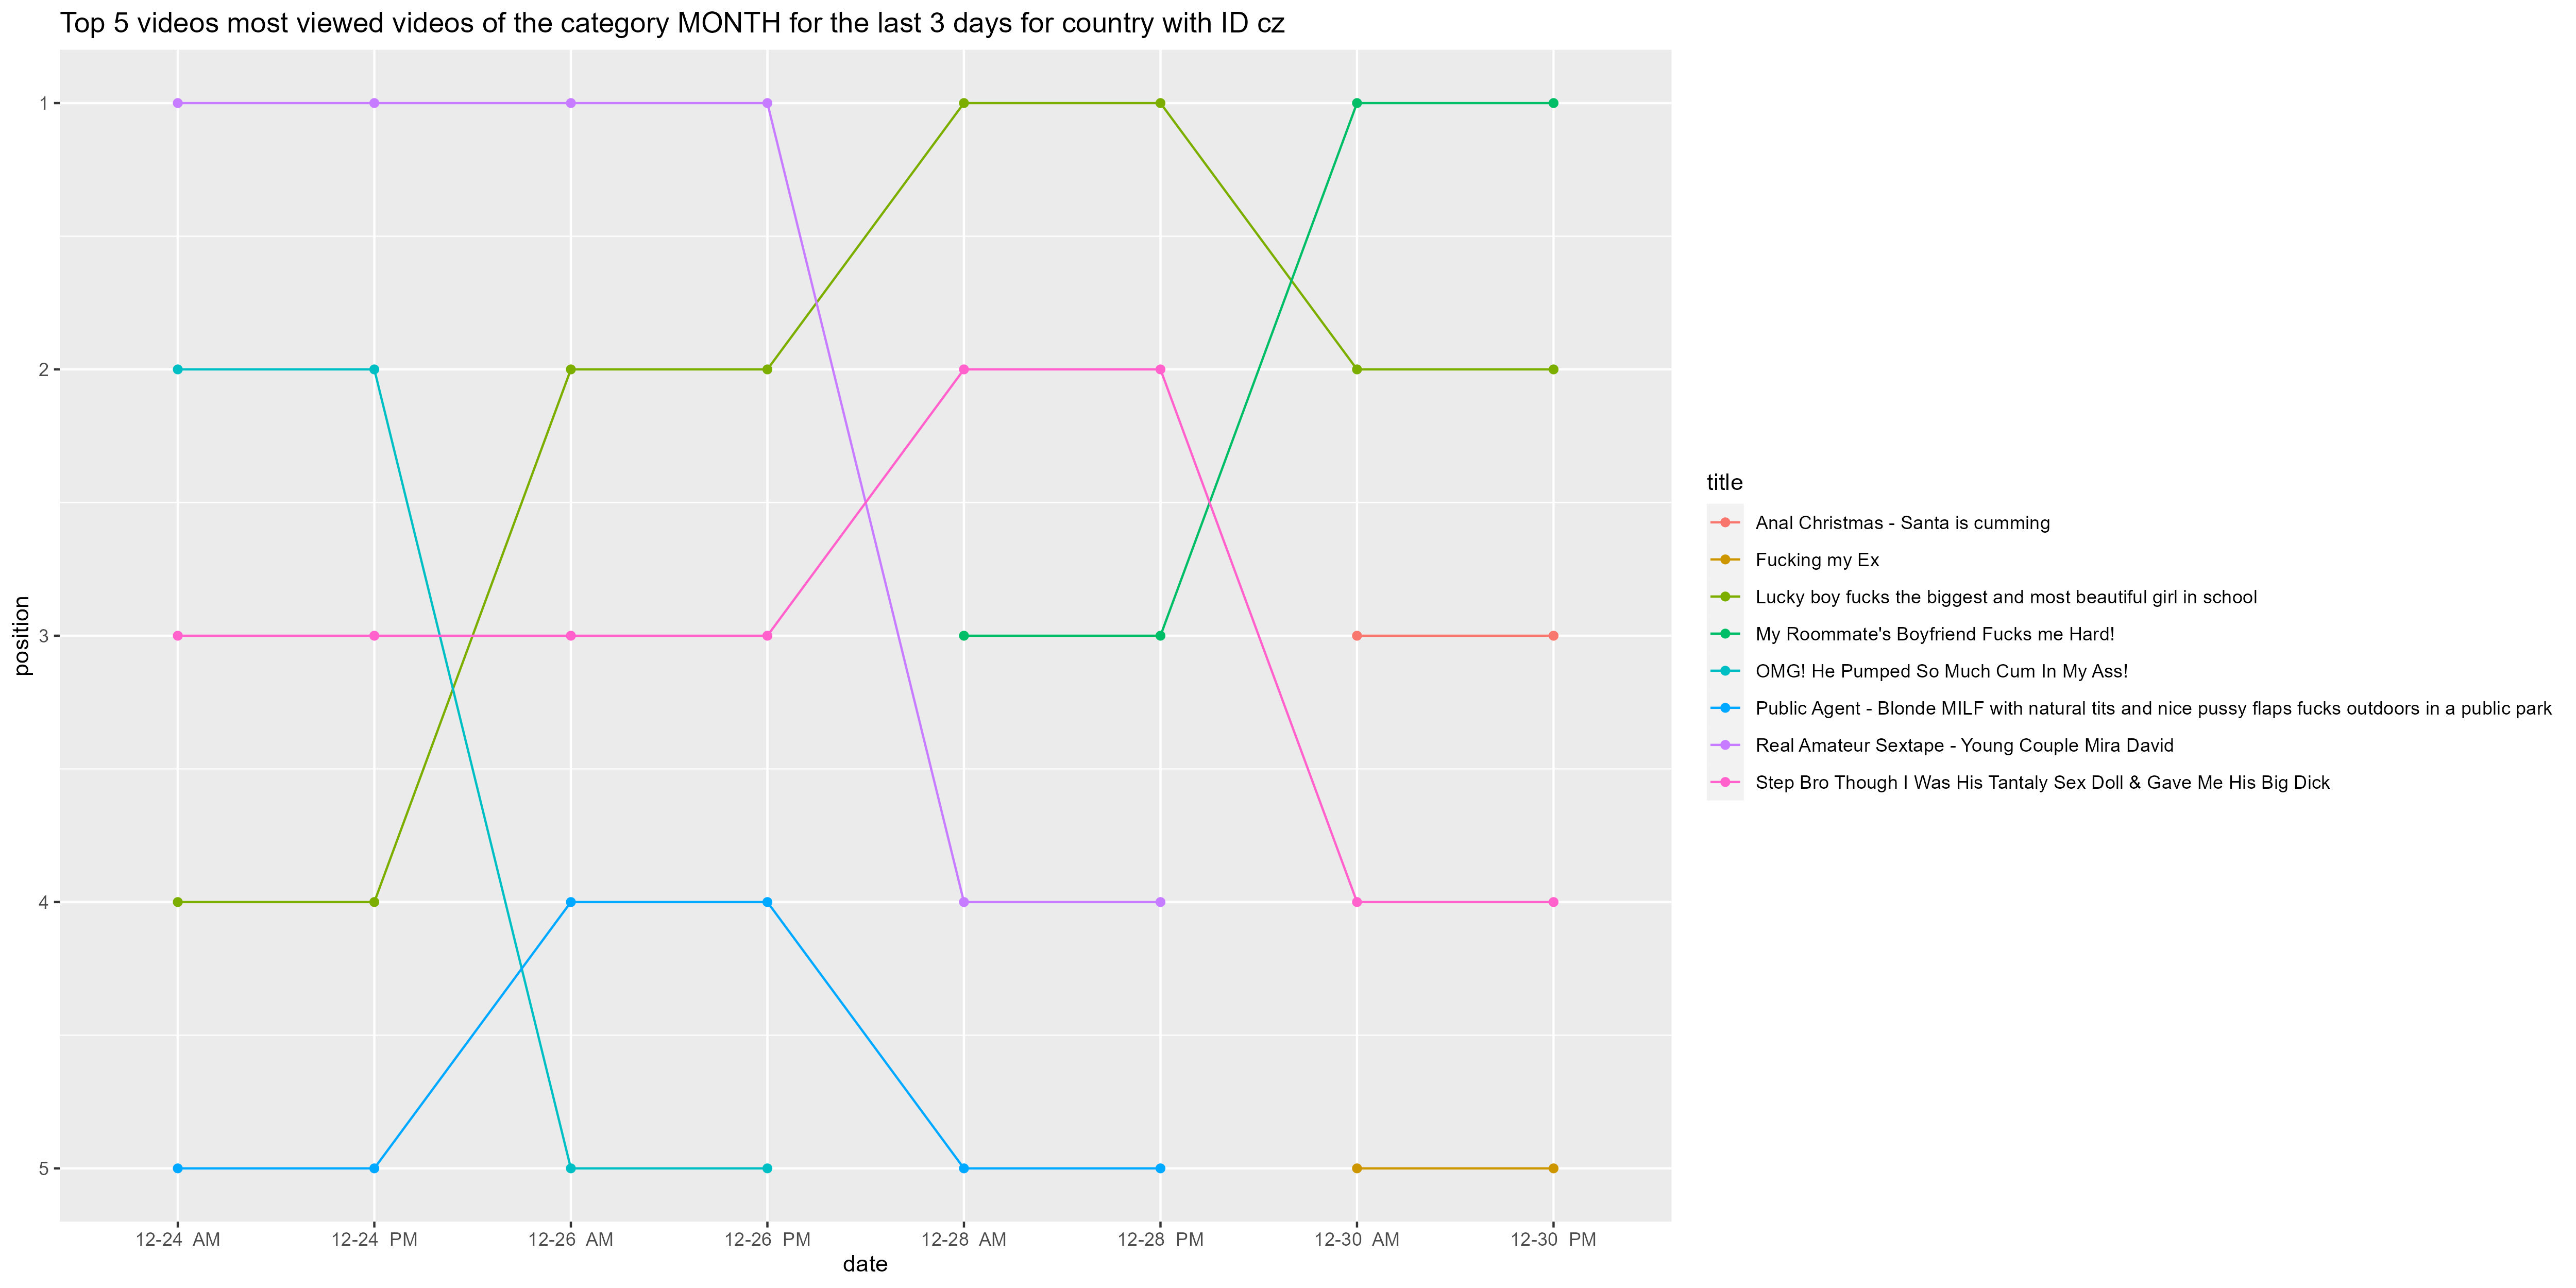 Top 5 videos most viewed videos of the category MONTH for the last 3 days for country with ID cz
position
1
2
3
4
5
12-24 AM
12-24 PM
12-26 AM
12-26 PM
12-28 AM
12-28 PM
12-30 AM
12-30 PM
date
title
Anal Christmas - Santa is cumming
Fucking my Ex
Lucky boy fucks the biggest and most beautiful girl in school
My Roommate's Boyfriend Fucks me Hard!
OMG! He Pumped So Much Cum In My Ass!
Public Agent - Blonde MILF with natural tits and nice pussy flaps fucks outdoors in a public park
Real Amateur Sextape - Young Couple Mira David
Step Bro Though I Was His Tantaly Sex Doll & Gave Me His Big Dick